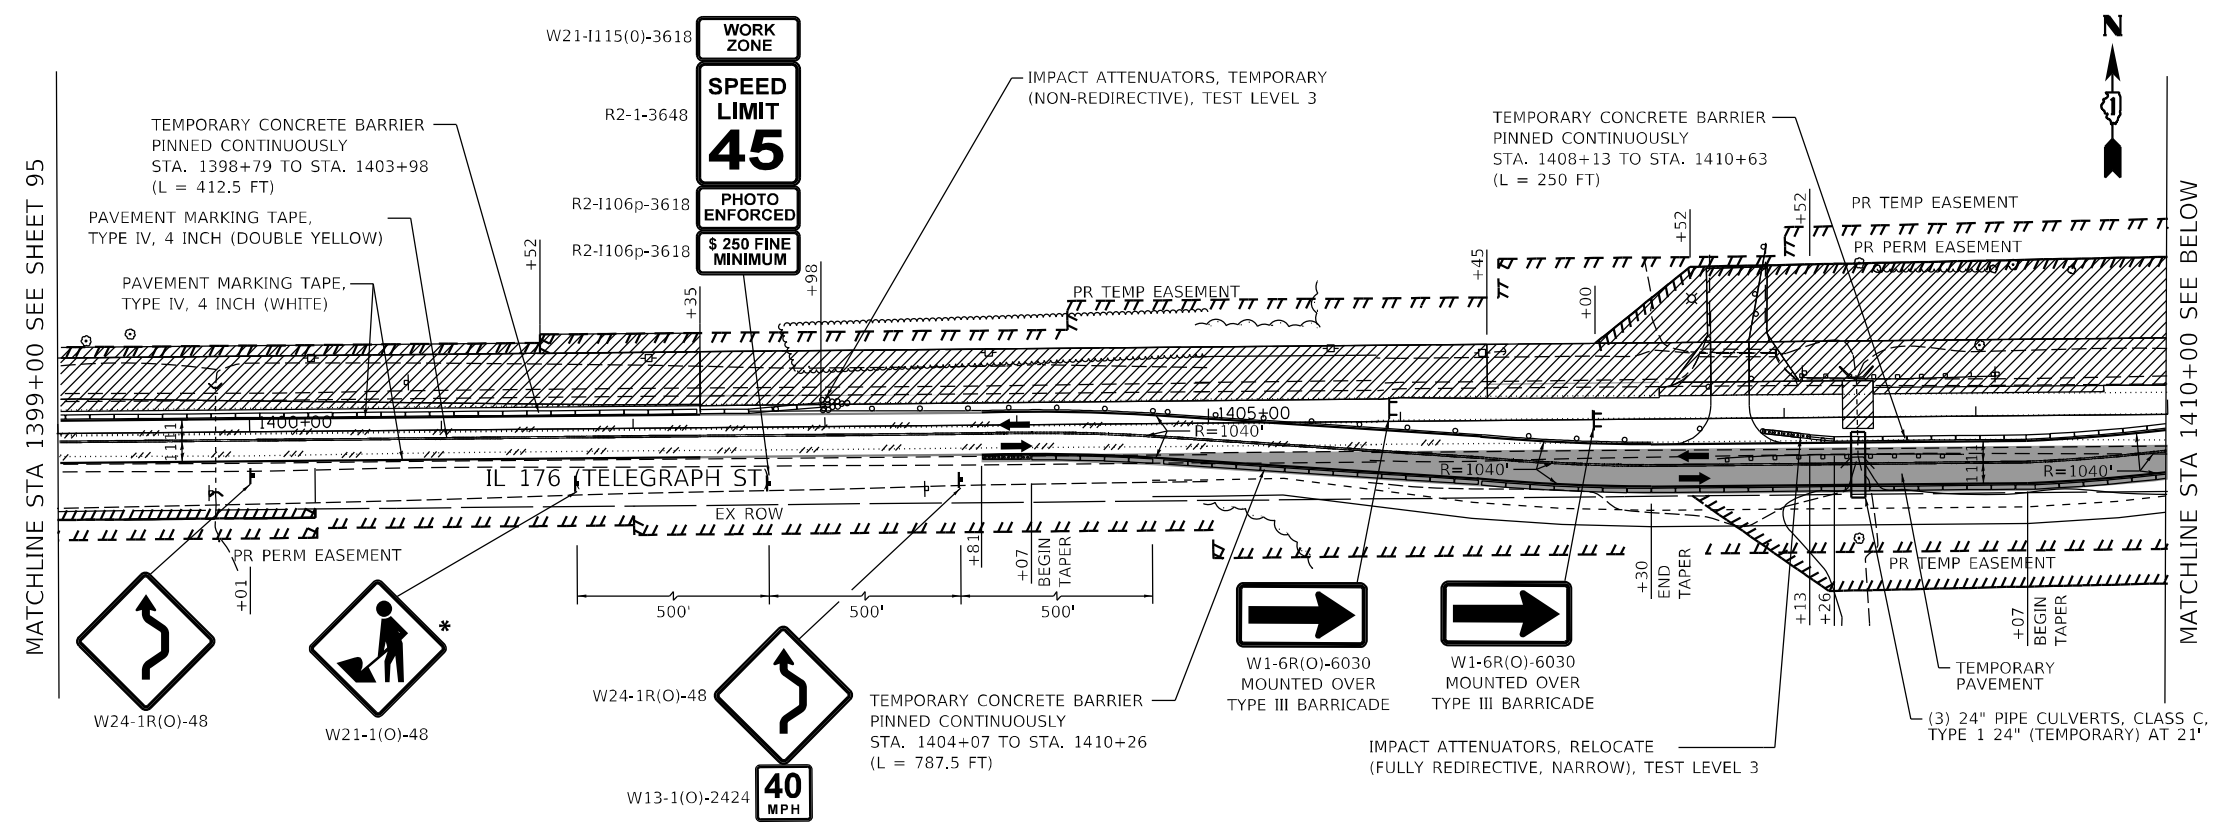 W21-I115(0)-3618
WORK
ZONE
R2-1-3648
SPEED
LIMIT
45
R2-I106p-3618
PHOTO
ENFORCED
R2-I106p-3618
$ 250 FINE
MINIMUM
IMPACT ATTENUATORS, TEMPORARY
(NON-REDIRECTIVE), TEST LEVEL 3
N
1
TEMPORARY CONCRETE BARRIER
PINNED CONTINUOUSLY
STA. 1398+79 TO STA. 1403+98
(L = 412.5 FT)
PAVEMENT MARKING TAPE,
TYPE IV, 4 INCH (DOUBLE YELLOW)
PAVEMENT MARKING TAPE,
TYPE IV, 4 INCH (WHITE)
TEMPORARY CONCRETE BARRIER
PINNED CONTINUOUSLY
STA. 1408+13 TO STA. 1410+63
(L = 250 FT)
MATCHLINE STA 1399+00 SEE SHEET 95
MATCHLINE STA 1410+00 SEE BELOW
+52
+35
+98
+45
+00
+52
+52
PR TEMP EASEMENT
PR TEMP EASEMENT
PR PERM EASEMENT
1400+00
1405+00
11
11
R=1040'
R=1040'
11
11
R=1040'
IL 176 (TELEGRAPH ST)
EX ROW
PR PERM EASEMENT
PR TEMP EASEMENT
+01
+81
+07
BEGIN
TAPER
+30
END
TAPER
+13
+26
+07
BEGIN
TAPER
500'
500'
500'
W24-1R(O)-48
*
W21-1(O)-48
W24-1R(O)-48
40
MPH
W13-1(O)-2424
TEMPORARY CONCRETE BARRIER
PINNED CONTINUOUSLY
STA. 1404+07 TO STA. 1410+26
(L = 787.5 FT)
W1-6R(O)-6030
MOUNTED OVER
TYPE III BARRICADE
W1-6R(O)-6030
MOUNTED OVER
TYPE III BARRICADE
IMPACT ATTENUATORS, RELOCATE
(FULLY REDIRECTIVE, NARROW), TEST LEVEL 3
TEMPORARY
PAVEMENT
(3) 24" PIPE CULVERTS, CLASS C,
TYPE 1 24" (TEMPORARY) AT 21'